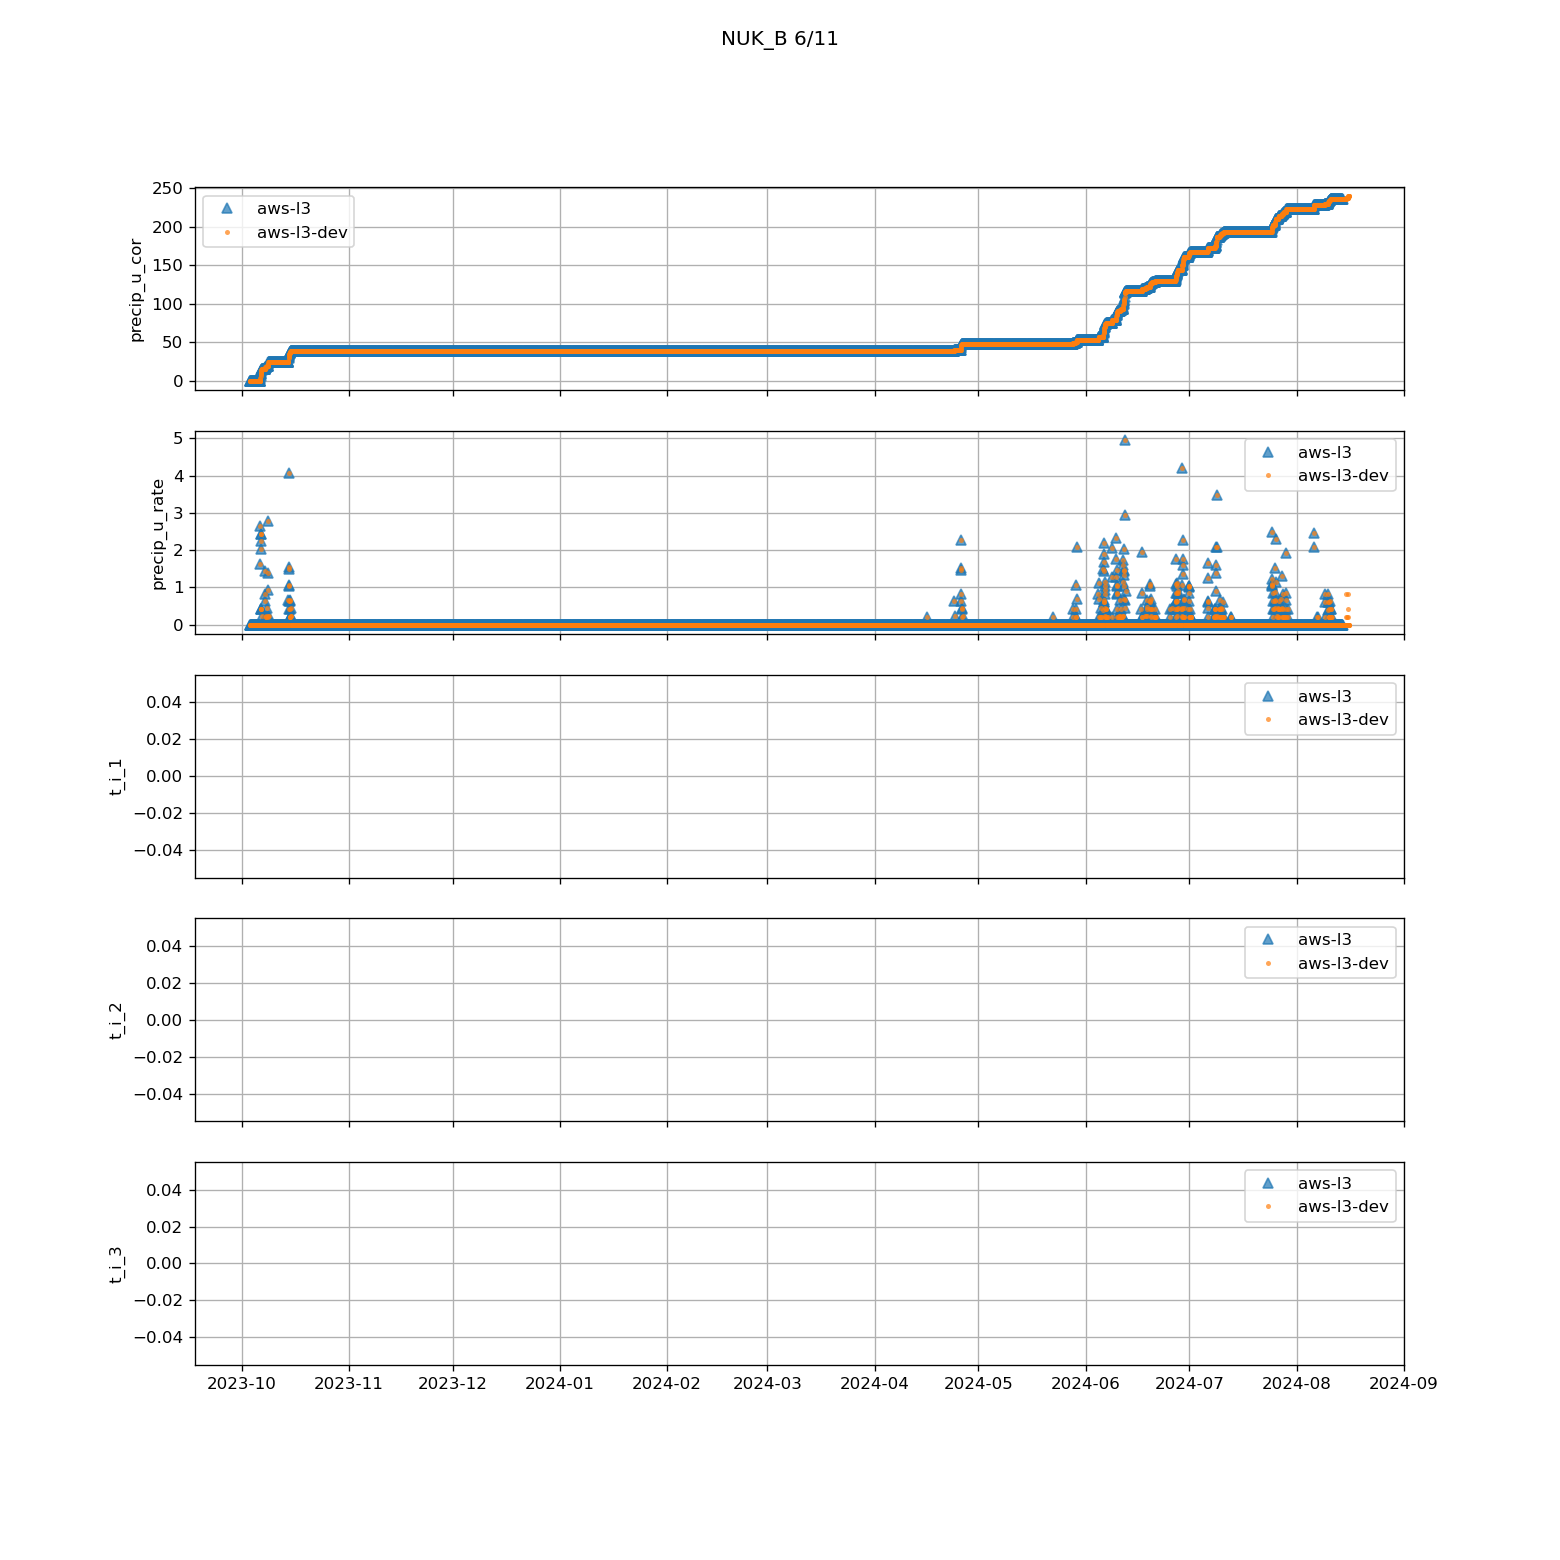 NUK_B 6/11
250
200
150
100
50
0
precip_u_cor
aws-l3
aws-l3-dev
5
4
3
2
1
0
precip_u_rate
aws-l3
aws-l3-dev
0.04
0.02
0.00
−0.02
−0.04
t_i_1
aws-l3
aws-l3-dev
0.04
0.02
0.00
−0.02
−0.04
t_i_2
aws-l3
aws-l3-dev
0.04
0.02
0.00
−0.02
−0.04
t_i_3
aws-l3
aws-l3-dev
2023-10 2023-11 2023-12 2024-01 2024-02 2024-03 2024-04 2024-05 2024-06 2024-07 2024-08 2024-09